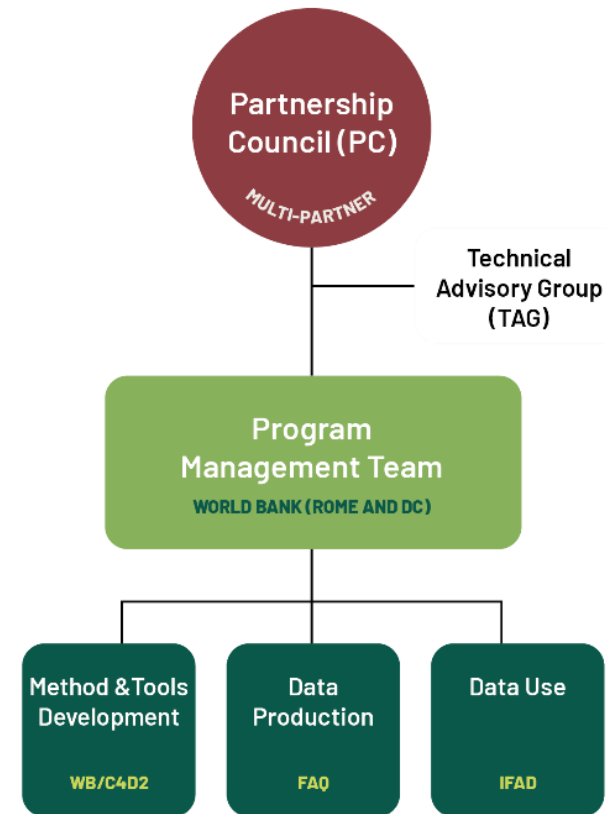 Partnership
Council (PC)
MULTI-PARTNER
Technical
Advisory Group
(TAG)
Program
Management Team
WORLD BANK (ROME AND DC)
Method &Tools
Development
WB/C4D2
Data
Production
FAQ
Data Use
IFAD